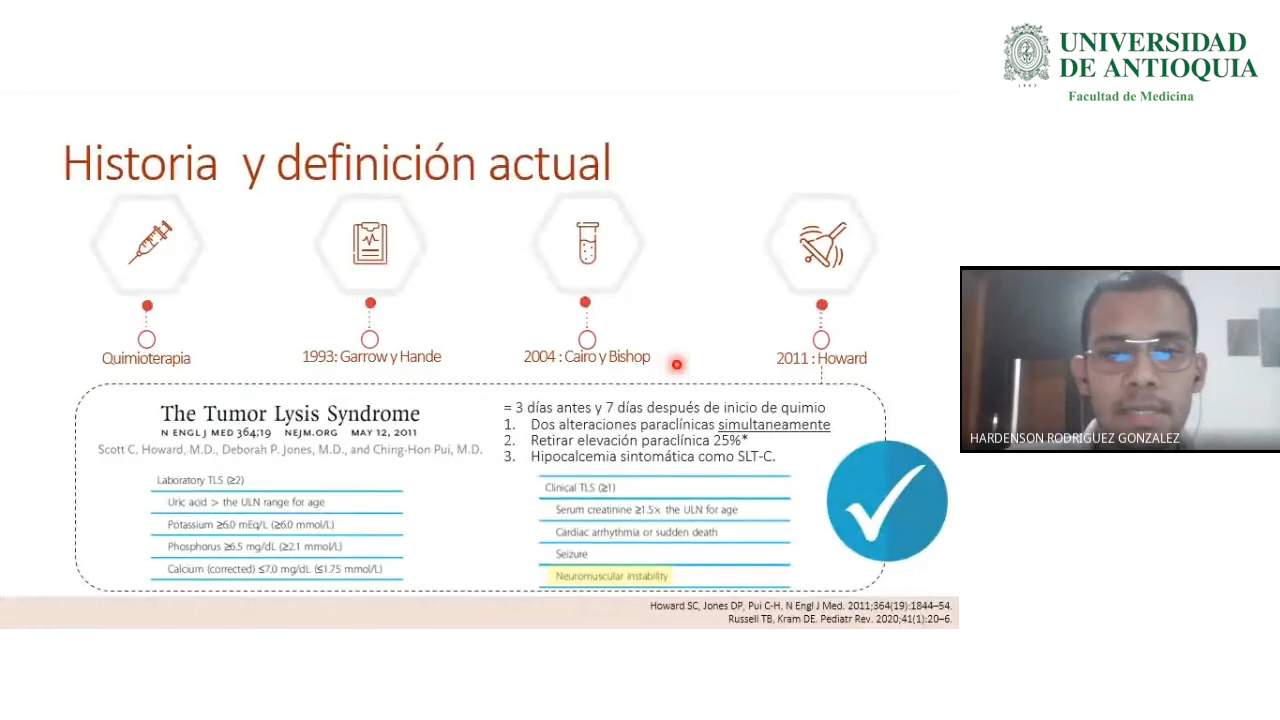 UNIVERSIDAD
DE ANTIOQUIA
Facultad de Medicina
1803
Historia y definición actual
Quimioterapia
1993: Garrow y Hande
2004 : Cairo y Bishop
2011 : Howard
The Tumor Lysis Syndrome
N ENGL J MED 364;19 NEJM.ORG MAY 12, 2011
Scott C. Howard, M.D., Deborah P. Jones, M.D., and Ching-Hon Pui, M.D.
Laboratory TLS (≥2)
Uric acid > the ULN range for age
Potassium ≥6.0 mEq/L (≥6.0 mmol/L)
Phosphorus ≥6.5 mg/dL (≥2.1 mmol/L)
Calcium (corrected) ≤7.0 mg/dL (≤1.75 mmol/L)
= 3 días antes y 7 días después de inicio de quimio
1. Dos alteraciones paraclínicas simultaneamente
2. Retirar elevación paraclínica 25%*
3. Hipocalcemia sintomática como SLT-C.
Clinical TLS (≥1)
Serum creatinine ≥1.5x the ULN for age
Cardiac arrhythmia or sudden death
Seizure
Neuromuscular instability
Howard SC, Jones DP, Pui C-H. N Engl J Med. 2011;364(19):1844–54.
Russell TB, Kram DE. Pediatr Rev. 2020;41(1):20–6.
HARDENSON RODRIGUEZ GONZALEZ